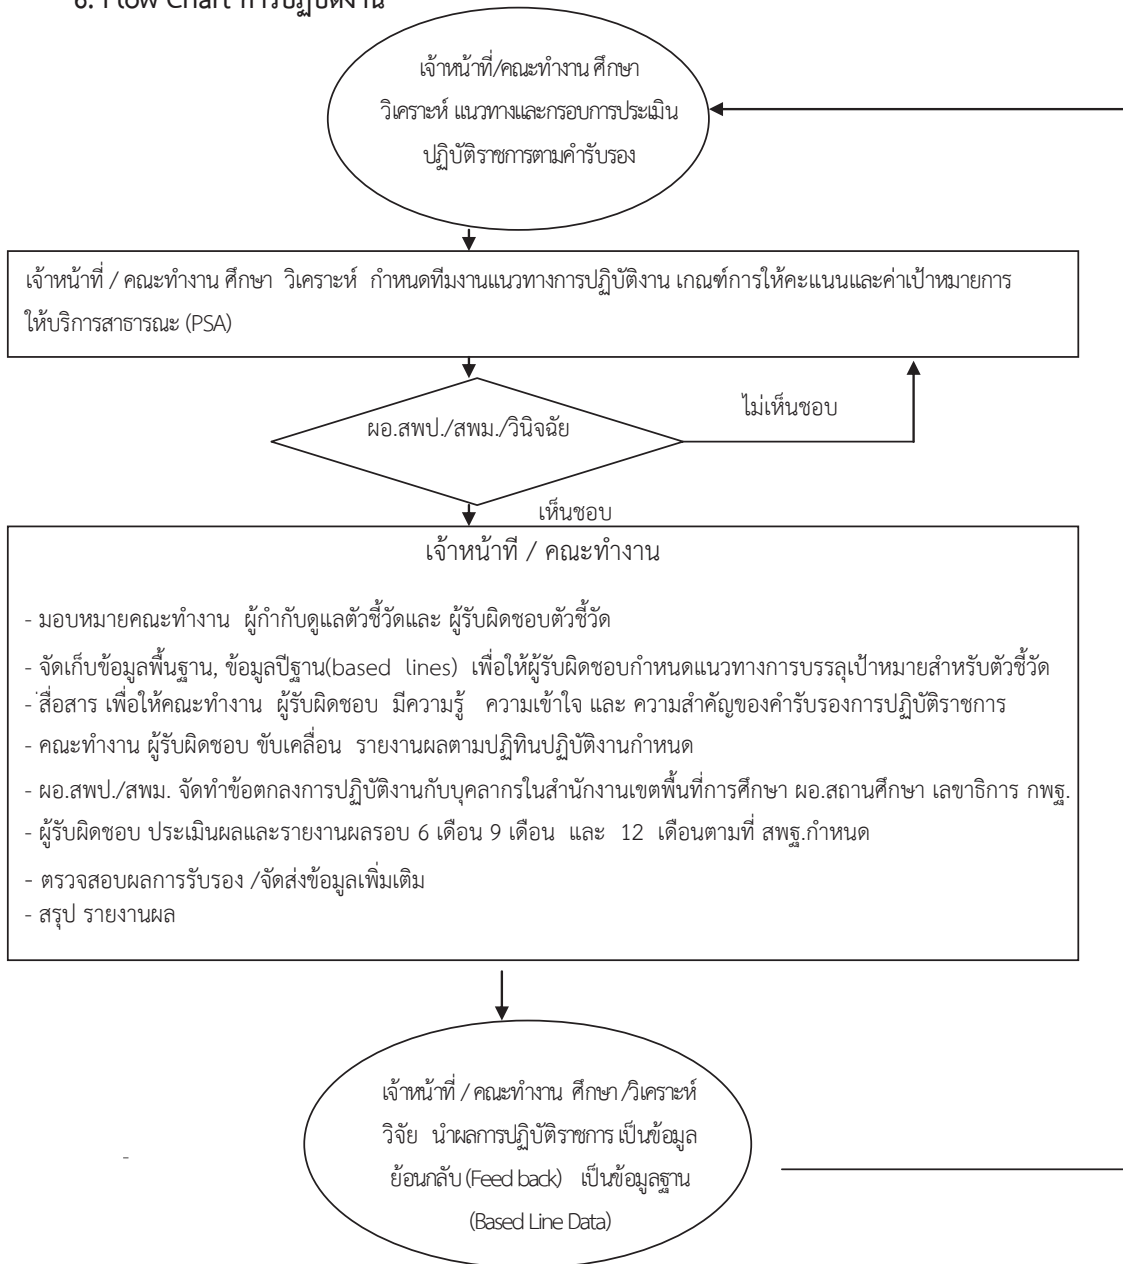 6. Flow Chart การปฏิบัติงาน
เจ้าหน้าที่/คณะทำงาน ศึกษา
วิเคราะห์ แนวทางและกรอบการประเมิน
ปฏิบัติราชการตามคำรับรอง
เจ้าหน้าที่ / คณะทำงาน ศึกษา วิเคราะห์ กำหนดทีมงานแนวทางการปฏิบัติงาน เกณฑ์การให้คะแนนและค่าเป้าหมายการ
ให้บริการสาธารณะ (PSA)
ผอ.สพป./สพม./วินิจฉัย
ไม่เห็นชอบ
เห็นชอบ
เจ้าหน้าที / คณะทำงาน
- มอบหมายคณะทำงาน ผู้กำกับดูแลตัวชี้วัดและ ผู้รับผิดชอบตัวชี้วัด
- จัดเก็บข้อมูลพื้นฐาน, ข้อมูลปีฐาน(based lines) เพื่อให้ผู้รับผิดชอบกำหนดแนวทางการบรรลุเป้าหมายสำหรับตัวชี้วัด
- สื่อสาร เพื่อให้คณะทำงาน ผู้รับผิดชอบ มีความรู้ ความเข้าใจ และ ความสำคัญของคำรับรองการปฏิบัติราชการ
- คณะทำงาน ผู้รับผิดชอบ ขับเคลื่อน รายงานผลตามปฏิทินปฏิบัติงานกำหนด
- ผอ.สพป./สพม. จัดทำข้อตกลงการปฏิบัติงานกับบุคลากรในสำนักงานเขตพื้นที่การศึกษา ผอ.สถานศึกษา เลขาธิการ กพฐ.
- ผู้รับผิดชอบ ประเมินผลและรายงานผลรอบ 6 เดือน 9 เดือน และ 12 เดือนตามที่ สพฐ.กำหนด
- ตรวจสอบผลการรับรอง /จัดส่งข้อมูลเพิ่มเติม
- สรุป รายงานผล
เจ้าหน้าที่ / คณะทำงาน ศึกษา /วิเคราะห์
วิจัย นำผลการปฏิบัติราชการ เป็นข้อมูล
ย้อนกลับ (Feed back) เป็นข้อมูลฐาน
(Based Line Data)
-